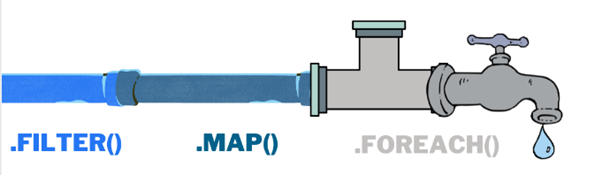 .FILTER() .MAP() .FOREACH()